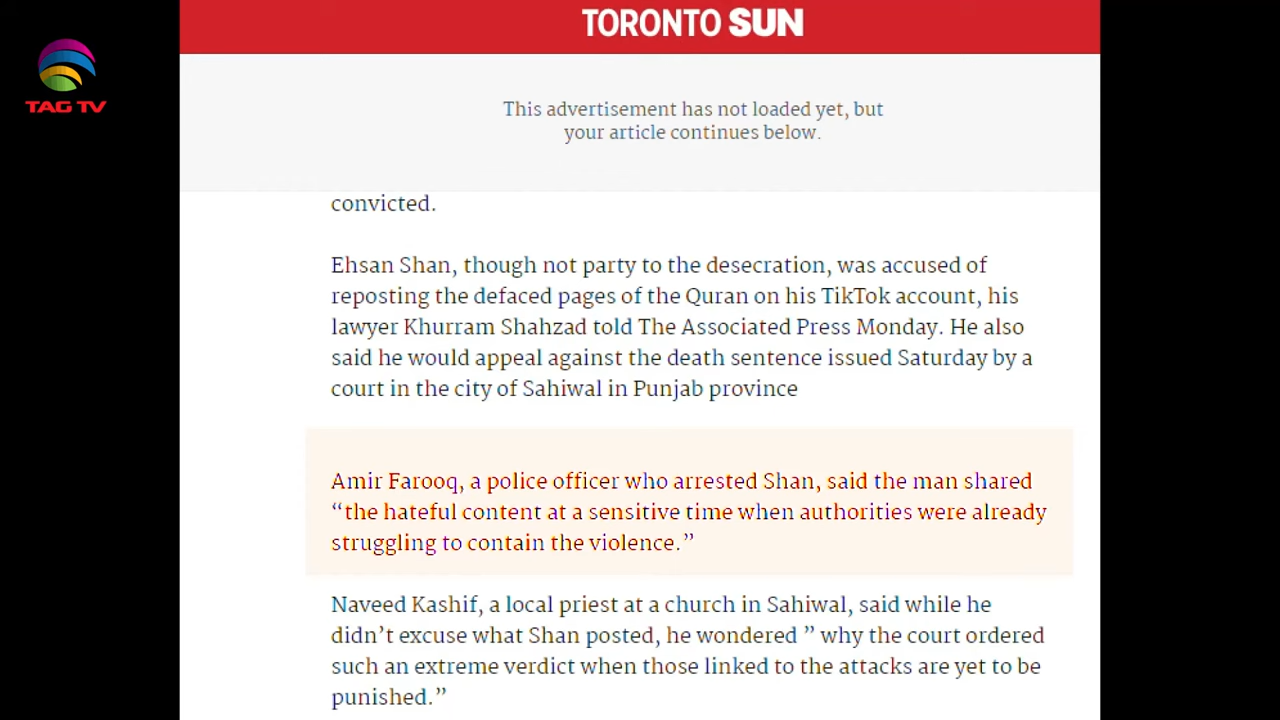 TORONTO SUN
TAG TV
This advertisement has not loaded yet, but
your article continues below.
convicted.
Ehsan Shan, though not party to the desecration, was accused of
reposting the defaced pages of the Quran on his TikTok account, his
lawyer Khurram Shahzad told The Associated Press Monday. He also
said he would appeal against the death sentence issued Saturday by a
court in the city of Sahiwal in Punjab province
Amir Farooq, a police officer who arrested Shan, said the man shared
“the hateful content at a sensitive time when authorities were already
struggling to contain the violence.”
Naveed Kashif, a local priest at a church in Sahiwal, said while he
didn’t excuse what Shan posted, he wondered ” why the court ordered
such an extreme verdict when those linked to the attacks are yet to be
punished.”